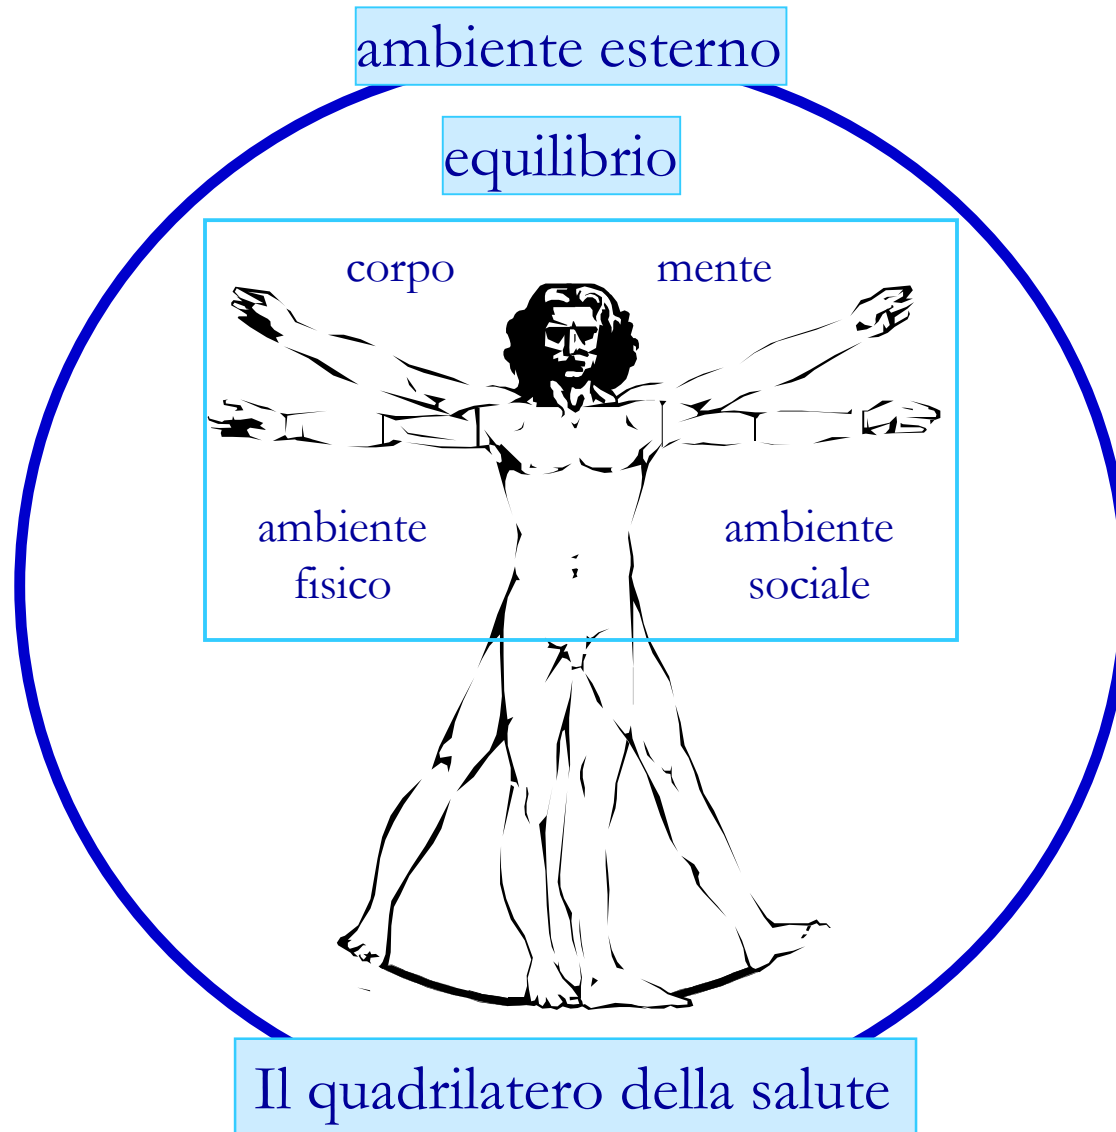 ambiente esterno
equilibrio
corpo mente
ambiente ambiente
fisico sociale
Il quadrilatero della salute